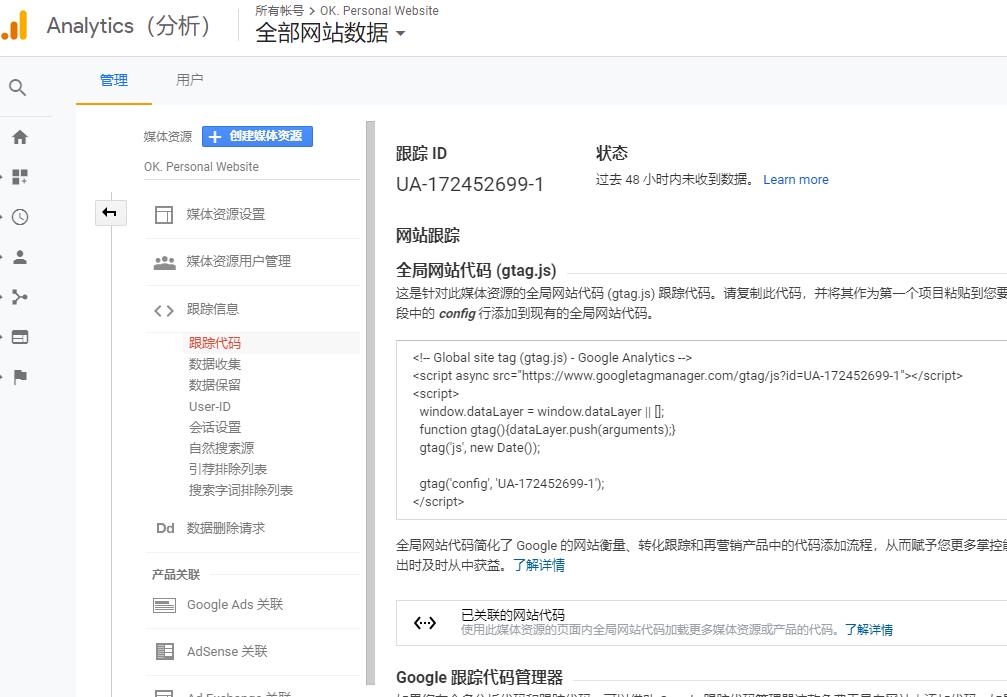 Analytics（分析）
所有帐号 > OK. Personal Website
全部网站数据
管理
用户
媒体资源
+ 创建媒体资源
OK. Personal Website
媒体资源设置
媒体资源用户管理
< > 跟踪信息
跟踪代码
数据收集
数据保留
User-ID
会话设置
自然搜索源
引荐排除列表
搜索字词排除列表
Dd 数据删除请求
产品关联
Google Ads 关联
AdSense 关联
Ad Exchange 关联
跟踪 ID
UA-172452699-1
状态
过去 48 小时内未收到数据。 Learn more
网站跟踪
全局网站代码 (gtag.js)
这是针对此媒体资源的全局网站代码 (gtag.js) 跟踪代码。请复制此代码，并将其作为第一个项目粘贴到您要
段中的 config 行添加到现有的全局网站代码。
<!-- Global site tag (gtag.js) - Google Analytics -->
<script async src="https://www.googletagmanager.com/gtag/js?id=UA-172452699-1"></script>
<script>
window.dataLayer = window.dataLayer || [];
function gtag(){dataLayer.push(arguments);}
gtag('js', new Date());
gtag('config', 'UA-172452699-1');
</script>
全局网站代码简化了 Google 的网站衡量、转化跟踪和再营销产品中的代码添加流程，从而赋予您更多掌控
出时及时从中获益。了解详情
已关联的网站代码
使用此媒体资源的页面内全局网站代码加载更多媒体资源或产品的代码。了解详情
Google 跟踪代码管理器